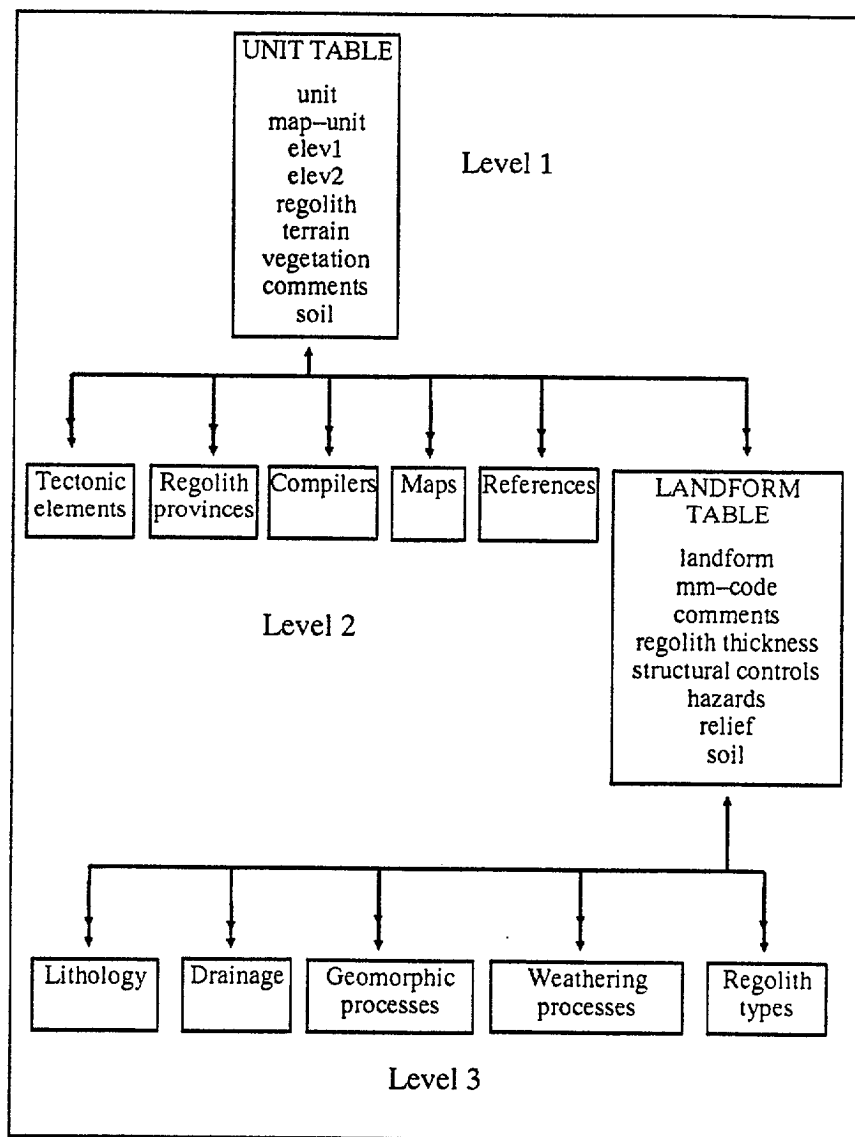 UNIT TABLE
unit
map–unit
elev1
elev2
regolith
terrain
vegetation
comments
soil
Level 1
Tectonic
elements
Regolith
provinces
Compilers
Maps
References
LANDFORM
TABLE
landform
mm–code
comments
regolith thickness
structural controls
hazards
relief
soil
Level 2
Lithology
Drainage
Geomorphic
processes
Weathering
processes
Regolith
types
Level 3